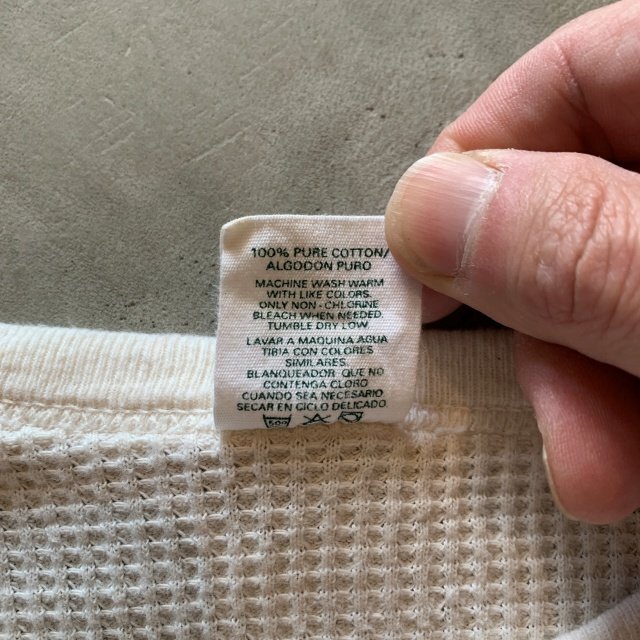 100% PURE COTTON/
ALGODON PURO
MACHINE WASH WARM
WITH LIKE COLORS.
ONLY NON - CHLORINE
BLEACH WHEN NEEDED.
TUMBLE DRY LOW
LAVAR A MAQUINA AGUA
TIBIA CON COLORES
SIMILARES.
BLANQUEADOR QUE NO
CONTENGA CLORO
CUANDO SEA NECESARIO
SECAR EN CICLO DELICADO.